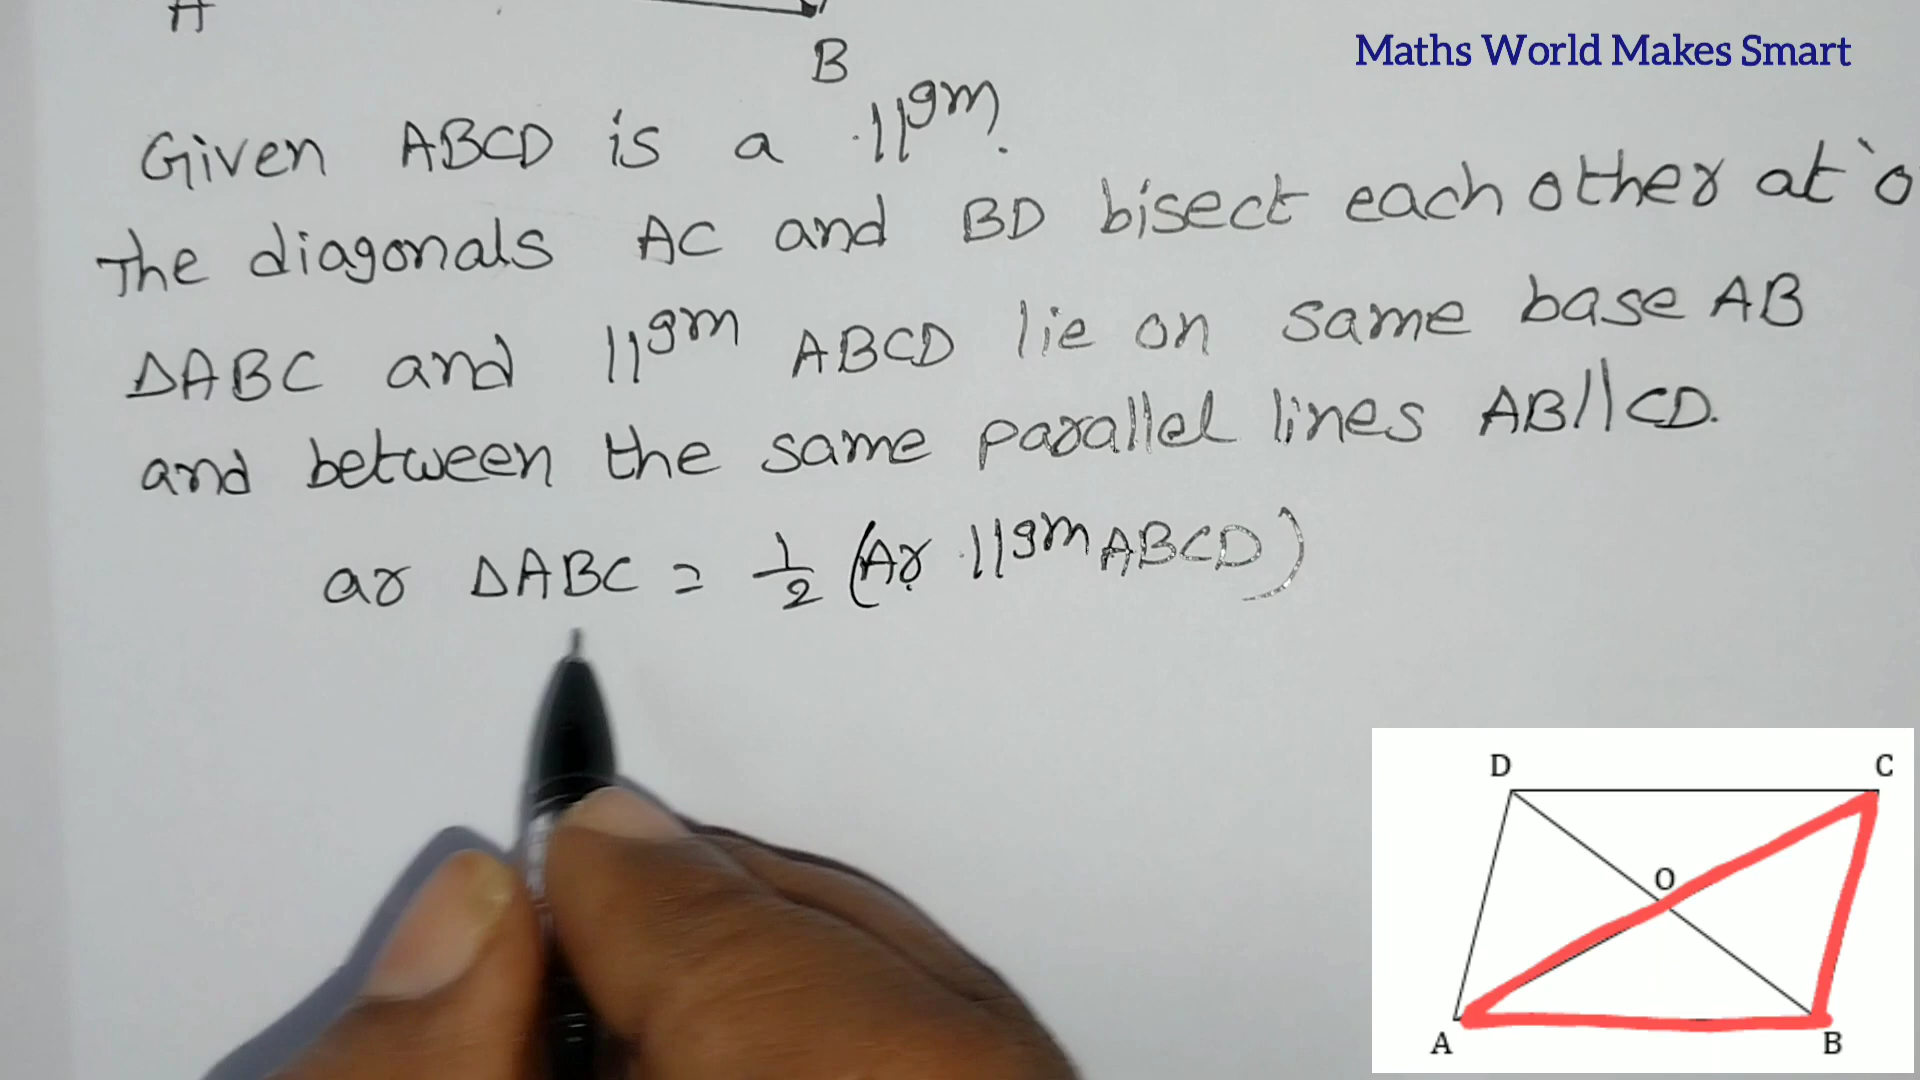 A
B
Maths World Makes Smart
Given ABCD is a ||gm.
The diagonals AC and BD bisect each other at 'o
ΔABC and ||gm ABCD lie on same base AB
and between the same parallel lines AB||CD.
ar ΔABC = 1/2 (Ar ||gm ABCD)
D C
O
A B